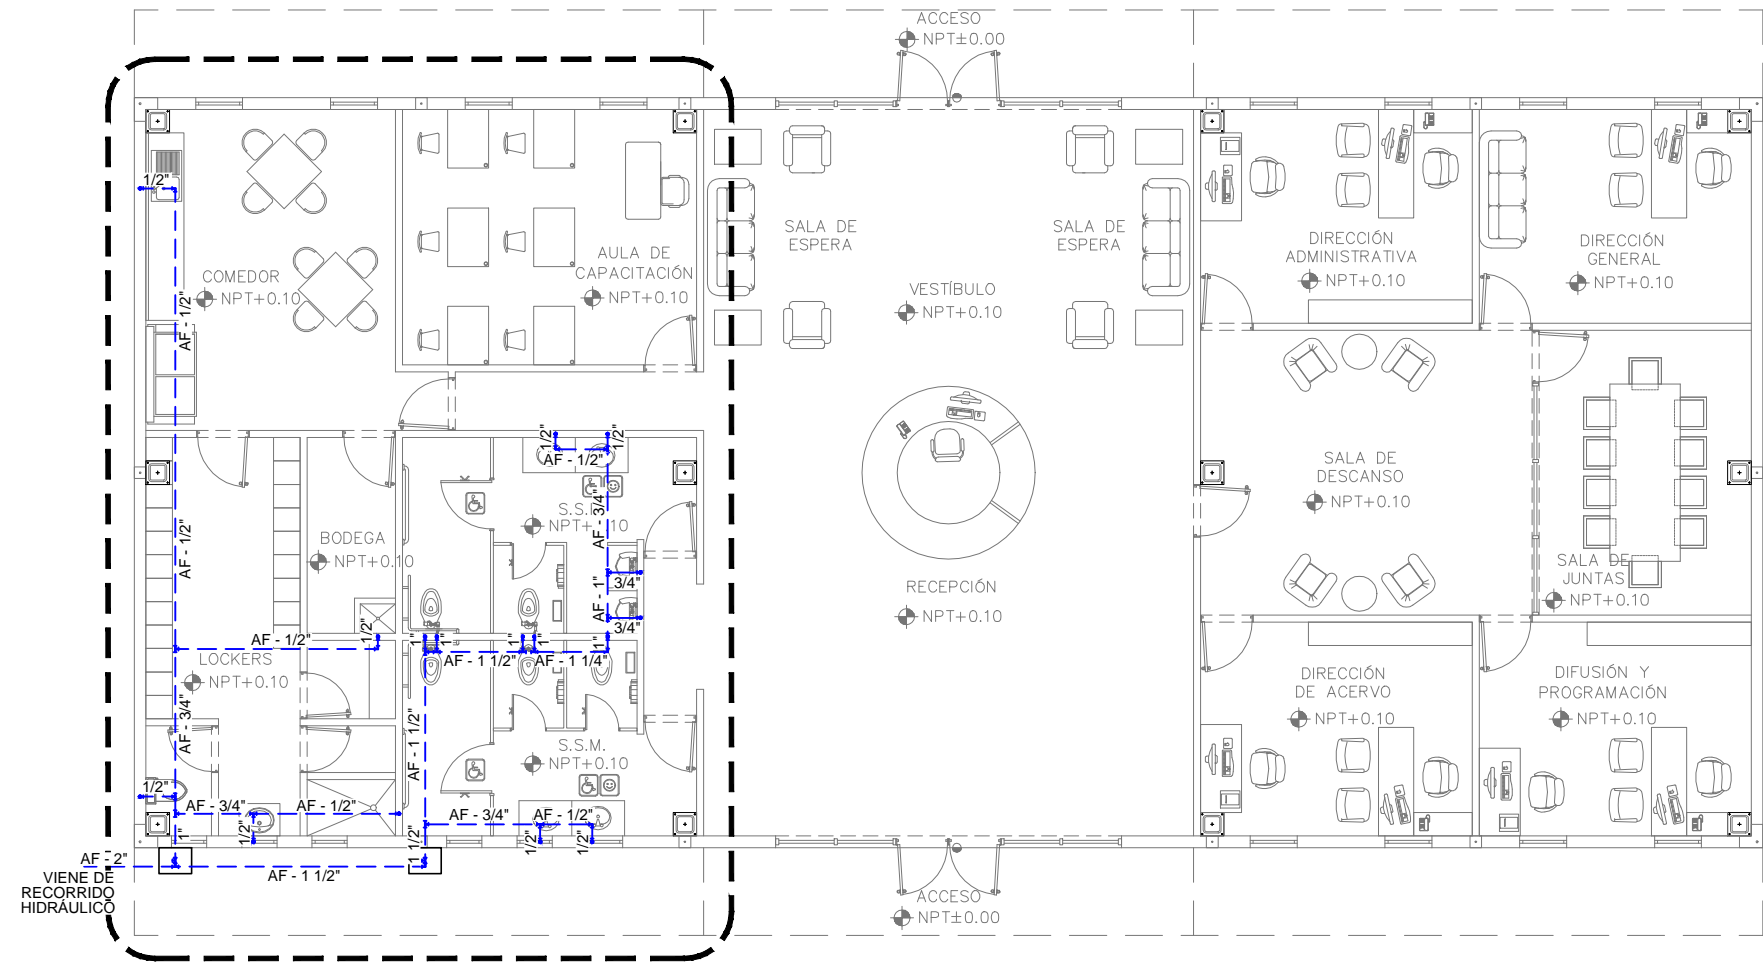 ACCESO
NPT±0.00
1/2"
COMEDOR
NPT+0.10
AF - 1/2"
AULA DE
CAPACITACIÓN
NPT+0.10
SALA DE
ESPERA
VESTÍBULO
NPT+0.10
SALA DE
ESPERA
DIRECCIÓN
ADMINISTRATIVA
NPT+0.10
DIRECCIÓN
GENERAL
NPT+0.10
1/2"
1/2"
AF - 1/2"
AF - 3/4"
S.S.
NPT+ .10
AF - 1/2"
BODEGA
NPT+0.10
AF - 1"
3/4"
3/4"
RECEPCIÓN
NPT+0.10
SALA DE
DESCANSO
NPT+0.10
SALA DE
JUNTAS
NPT+0.10
AF - 1/2"
1/2"
1"
1"
1"
1"
1"
AF - 1 1/2"
AF - 1 1/4"
LOCKERS
NPT+0.10
AF - 3/4"
AF - 1 1/2"
S.S.M.
NPT+0.10
DIRECCIÓN
DE ACERVO
NPT+0.10
DIFUSIÓN Y
PROGRAMACIÓN
NPT+0.10
1/2"
AF - 3/4"
AF - 1/2"
AF - 3/4"
AF - 1/2"
1"
1/2"
1 1/2"
1/2"
1/2"
AF - 2"
VIENE DE
RECORRIDO
HIDRÁULICO
AF - 1 1/2"
ACCESO
NPT±0.00